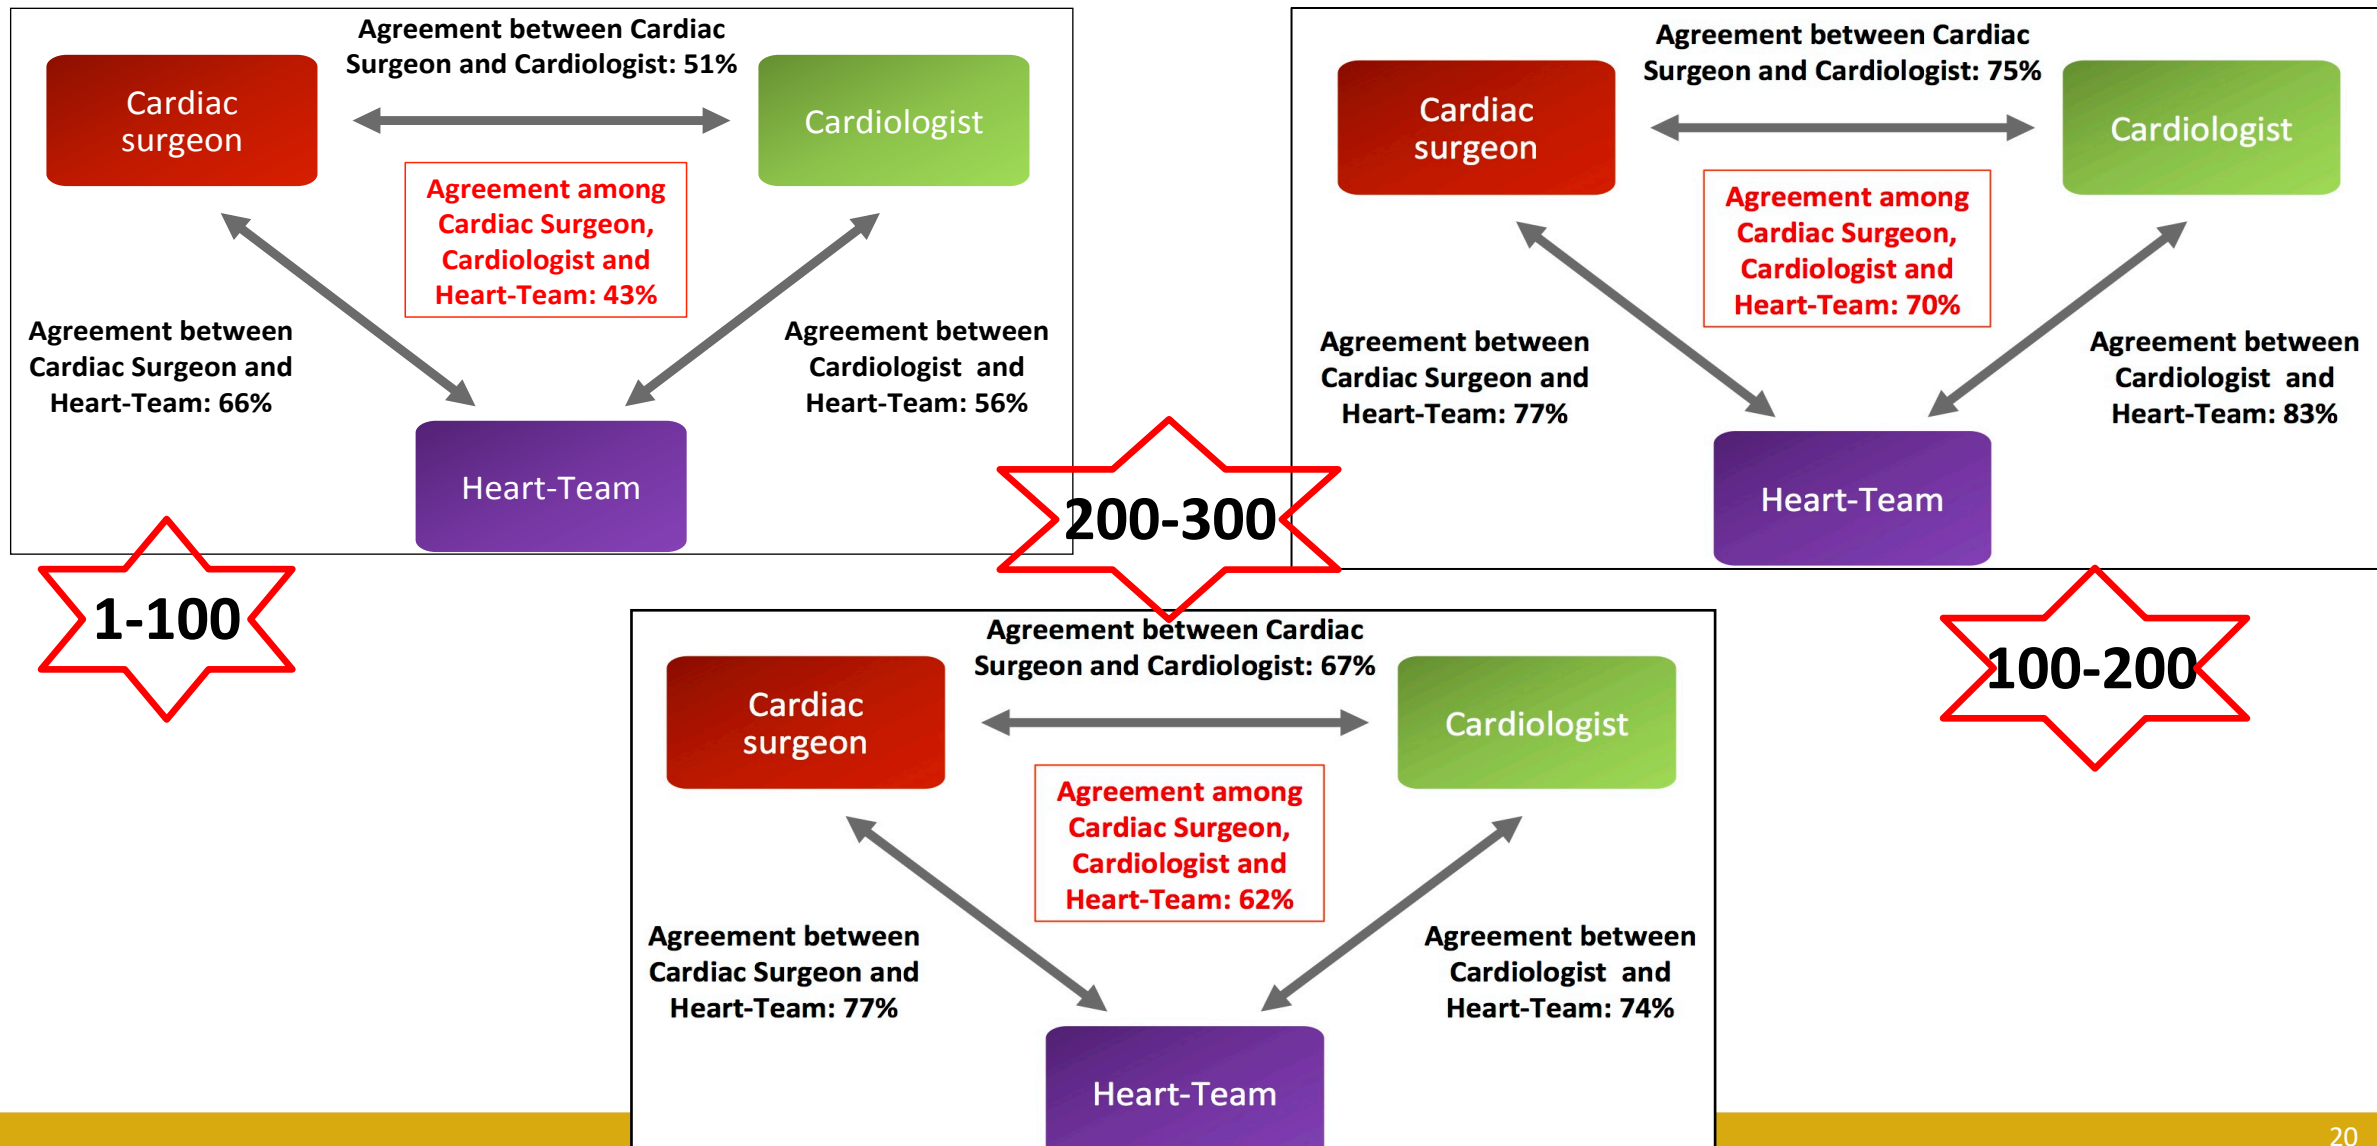 Agreement between Cardiac
Surgeon and Cardiologist: 51%
Cardiac
surgeon
Cardiologist
Agreement among
Cardiac Surgeon,
Cardiologist and
Heart-Team: 43%
Agreement between
Cardiac Surgeon and
Heart-Team: 66%
Agreement between
Cardiologist and
Heart-Team: 56%
Heart-Team
1-100
Agreement between Cardiac
Surgeon and Cardiologist: 75%
Cardiac
surgeon
Cardiologist
Agreement among
Cardiac Surgeon,
Cardiologist and
Heart-Team: 70%
Agreement between
Cardiac Surgeon and
Heart-Team: 77%
Agreement between
Cardiologist and
Heart-Team: 83%
Heart-Team
100-200
200-300
Agreement between Cardiac
Surgeon and Cardiologist: 67%
Cardiac
surgeon
Cardiologist
Agreement among
Cardiac Surgeon,
Cardiologist and
Heart-Team: 62%
Agreement between
Cardiac Surgeon and
Heart-Team: 77%
Agreement between
Cardiologist and
Heart-Team: 74%
Heart-Team
20